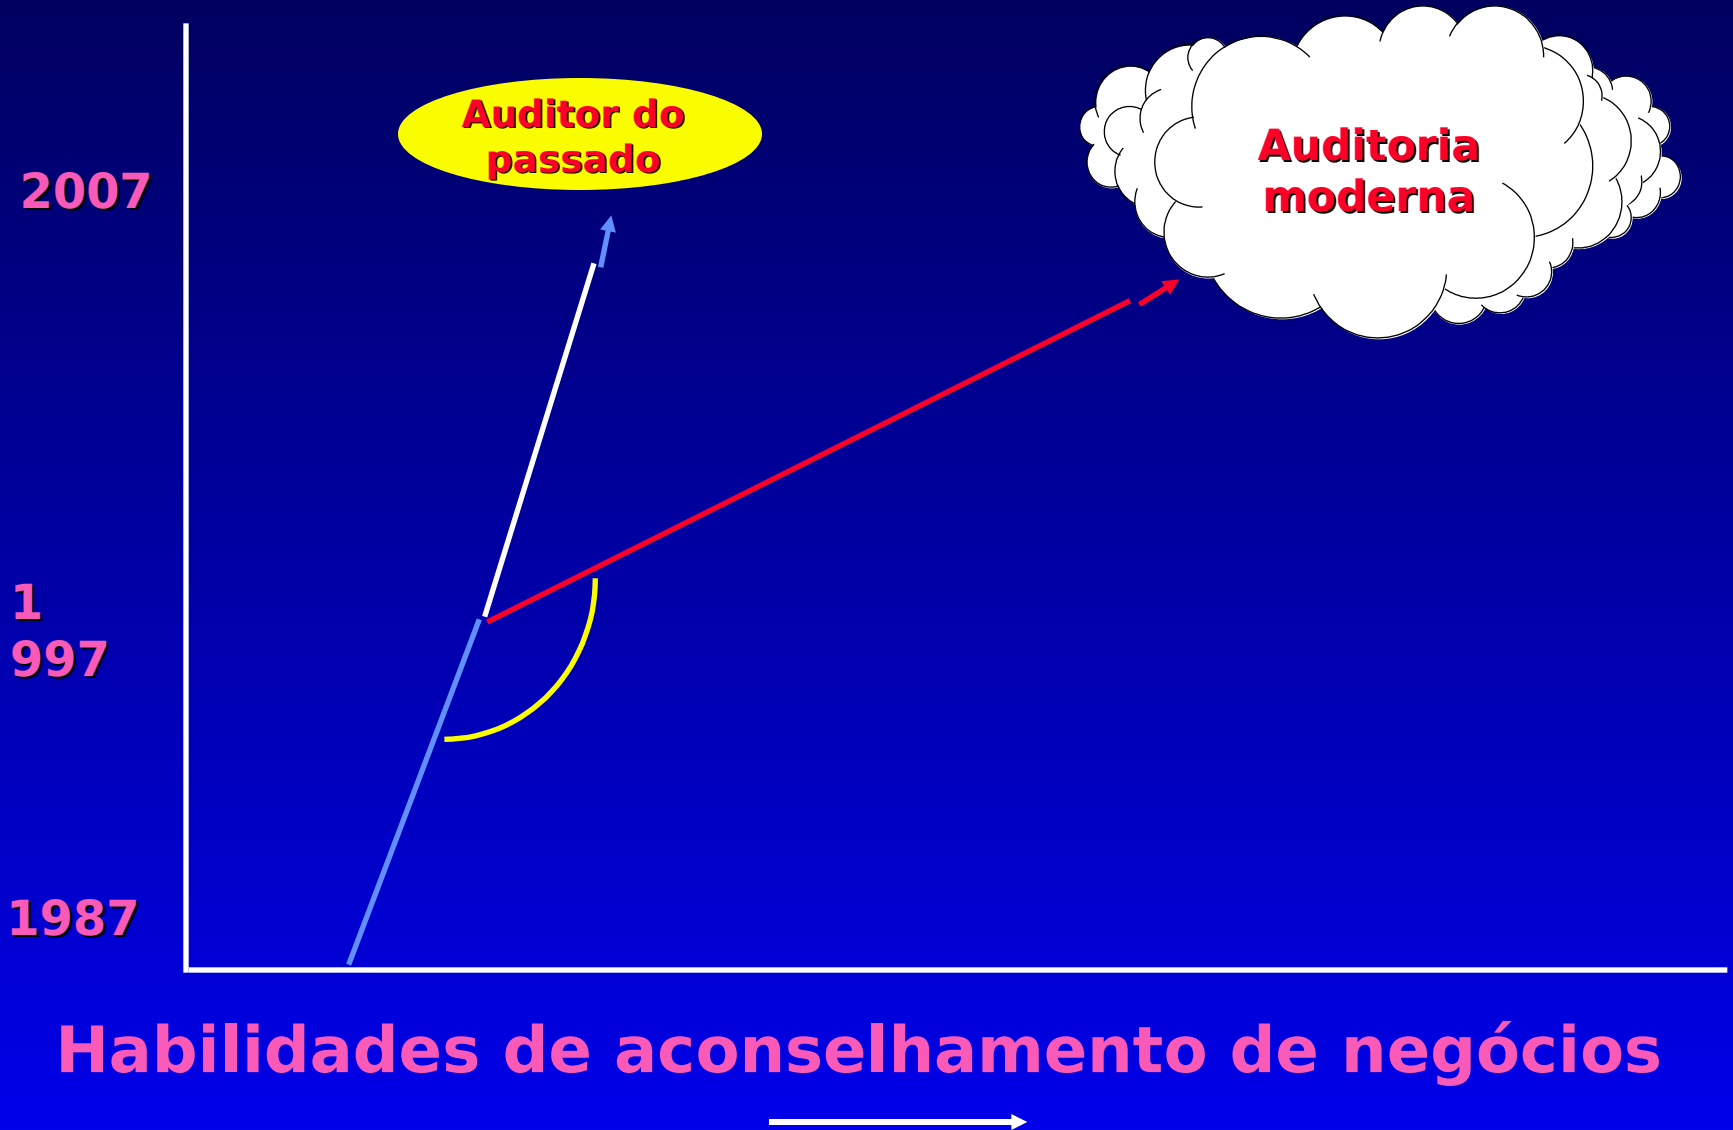 Auditor do
passado
Auditoria
moderna
2007
1
997
1987
Habilidades de aconselhamento de negócios